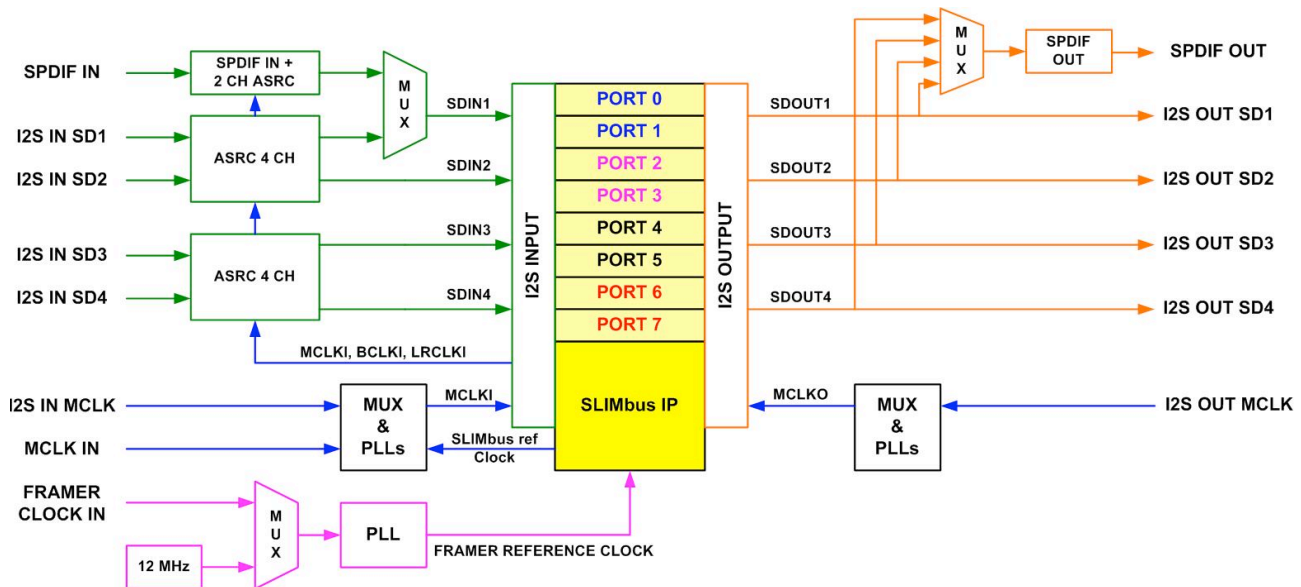 SPDIF IN
SPDIF IN +
2 CH ASRC
M
U
X
I2S IN SD1
I2S IN SD2
ASRC 4 CH
I2S IN SD3
I2S IN SD4
ASRC 4 CH
SDIN1
SDIN2
SDIN3
SDIN4
MCLKI, BCLKI, LRCLKI
I2S IN MCLK
MCLK IN
MUX
&
PLLs
MCLKI
SLIMbus ref
Clock
FRAMER
CLOCK IN
12 MHz
M
U
X
PLL
FRAMER REFERENCE CLOCK
I2S INPUT
PORT 0
PORT 1
PORT 2
PORT 3
PORT 4
PORT 5
PORT 6
PORT 7
SLIMbus IP
I2S OUTPUT
SDOUT1
SDOUT2
SDOUT3
SDOUT4
MCLKO
MUX
&
PLLs
M
U
X
SPDIF
OUT
SPDIF OUT
I2S OUT SD1
I2S OUT SD2
I2S OUT SD3
I2S OUT SD4
I2S OUT MCLK